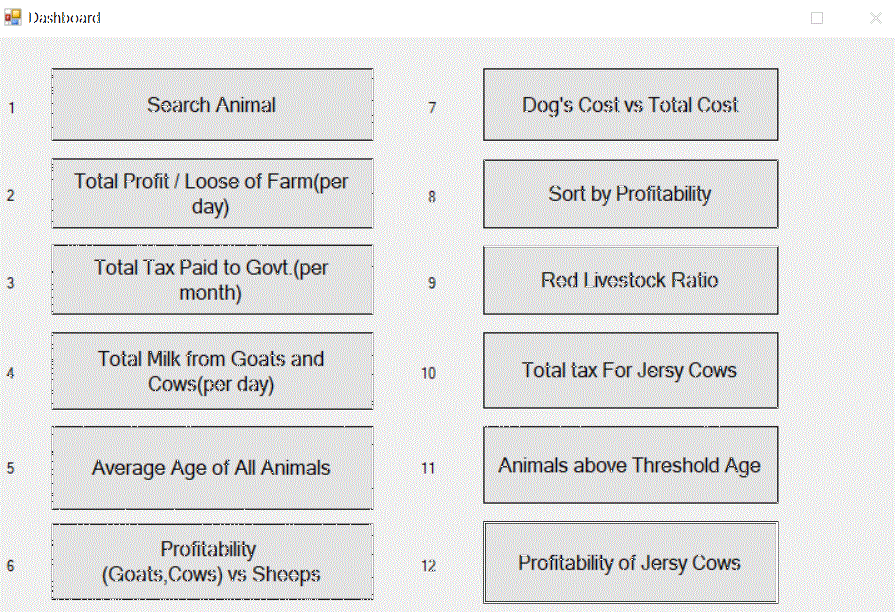 Dashboard
1
Search Animal
2
Total Profit / Loose of Farm(per
day)
3
Total Tax Paid to Govt.(per
month)
4
Total Milk from Goats and
Cows(per day)
5
Average Age of All Animals
6
Profitability
(Goats,Cows) vs Sheeps
7
Dog's Cost vs Total Cost
8
Sort by Profitability
9
Red Livestock Ratio
10
Total tax For Jersy Cows
11
Animals above Threshold Age
12
Profitability of Jersy Cows